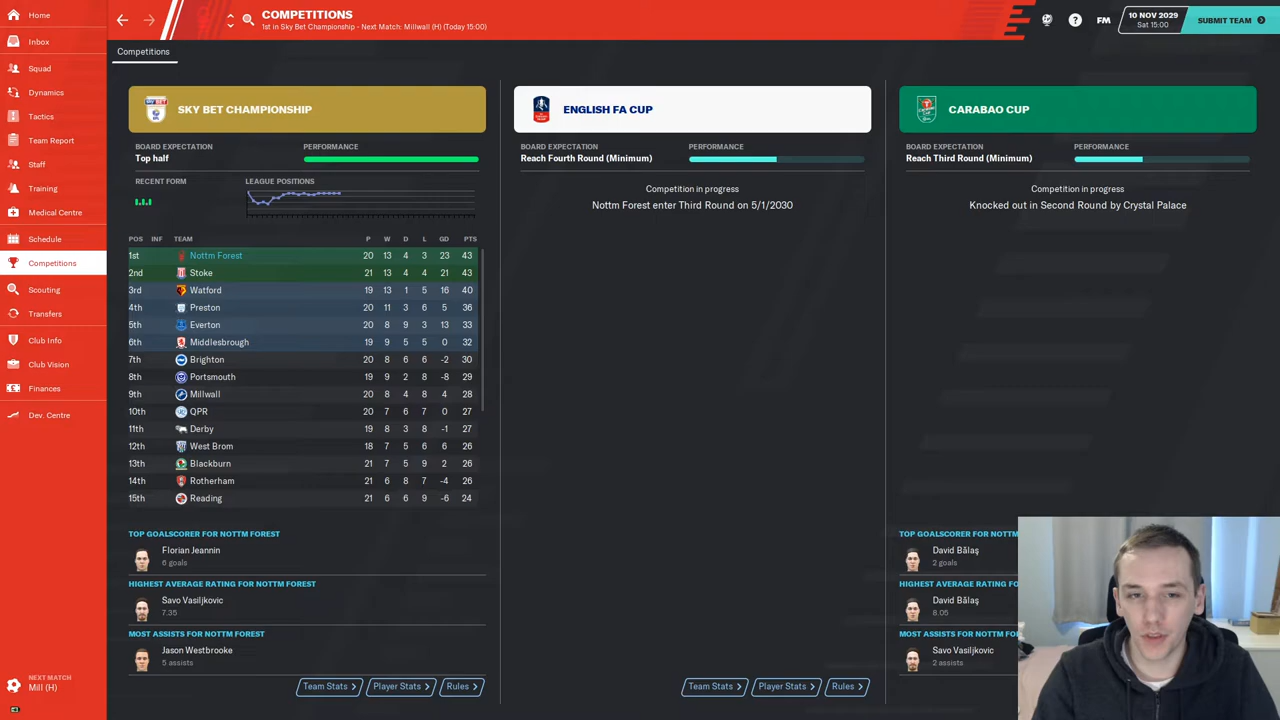 Home
Inbox
Squad
Dynamics
Tactics
Team Report
Staff
Training
Medical Centre
Schedule
Competitions
Scouting
Transfers
Club Info
Club Vision
Finances
Dev. Centre
NEXT MATCH
Mill (H)
COMPETITIONS
1st in Sky Bet Championship - Next Match: Millwall (H) (Today 15:00)
?
FM
10 NOV 2029
Sat 15:00
SUBMIT TEAM
Competitions
SKY BET CHAMPIONSHIP
BOARD EXPECTATION
Top half
PERFORMANCE
RECENT FORM
LEAGUE POSITIONS
POS INF TEAM P W D L GD PTS
1st Nottm Forest 20 13 4 3 23 43
2nd Stoke 21 13 4 4 21 43
3rd Watford 19 13 1 5 16 40
4th Preston 20 11 3 6 5 36
5th Everton 20 8 9 3 13 33
6th Middlesbrough 19 9 5 5 0 32
7th Brighton 20 8 6 6 -2 30
8th Portsmouth 19 9 2 8 -8 29
9th Millwall 20 8 4 8 4 28
10th QPR 20 7 6 7 0 27
11th Derby 19 8 3 8 -1 27
12th West Brom 18 7 5 6 6 26
13th Blackburn 21 7 5 9 2 26
14th Rotherham 21 6 8 7 -4 26
15th Reading 21 6 6 9 -6 24
TOP GOALSCORER FOR NOTTM FOREST
Florian Jeannin
6 goals
HIGHEST AVERAGE RATING FOR NOTTM FOREST
Savo Vasiljkovic
7.35
MOST ASSISTS FOR NOTTM FOREST
Jason Westbrooke
5 assists
Team Stats
Player Stats
Rules
ENGLISH FA CUP
BOARD EXPECTATION
Reach Fourth Round (Minimum)
PERFORMANCE
Competition in progress
Nottm Forest enter Third Round on 5/1/2030
Team Stats
Player Stats
Rules
CARABAO CUP
BOARD EXPECTATION
Reach Third Round (Minimum)
PERFORMANCE
Competition in progress
Knocked out in Second Round by Crystal Palace
TOP GOALSCORER FOR NOTTM
David Bălaş
2 goals
HIGHEST AVERAGE RATING FO
David Bălaş
8.05
MOST ASSISTS FOR NOTTM FO
Savo Vasiljkovic
2 assists